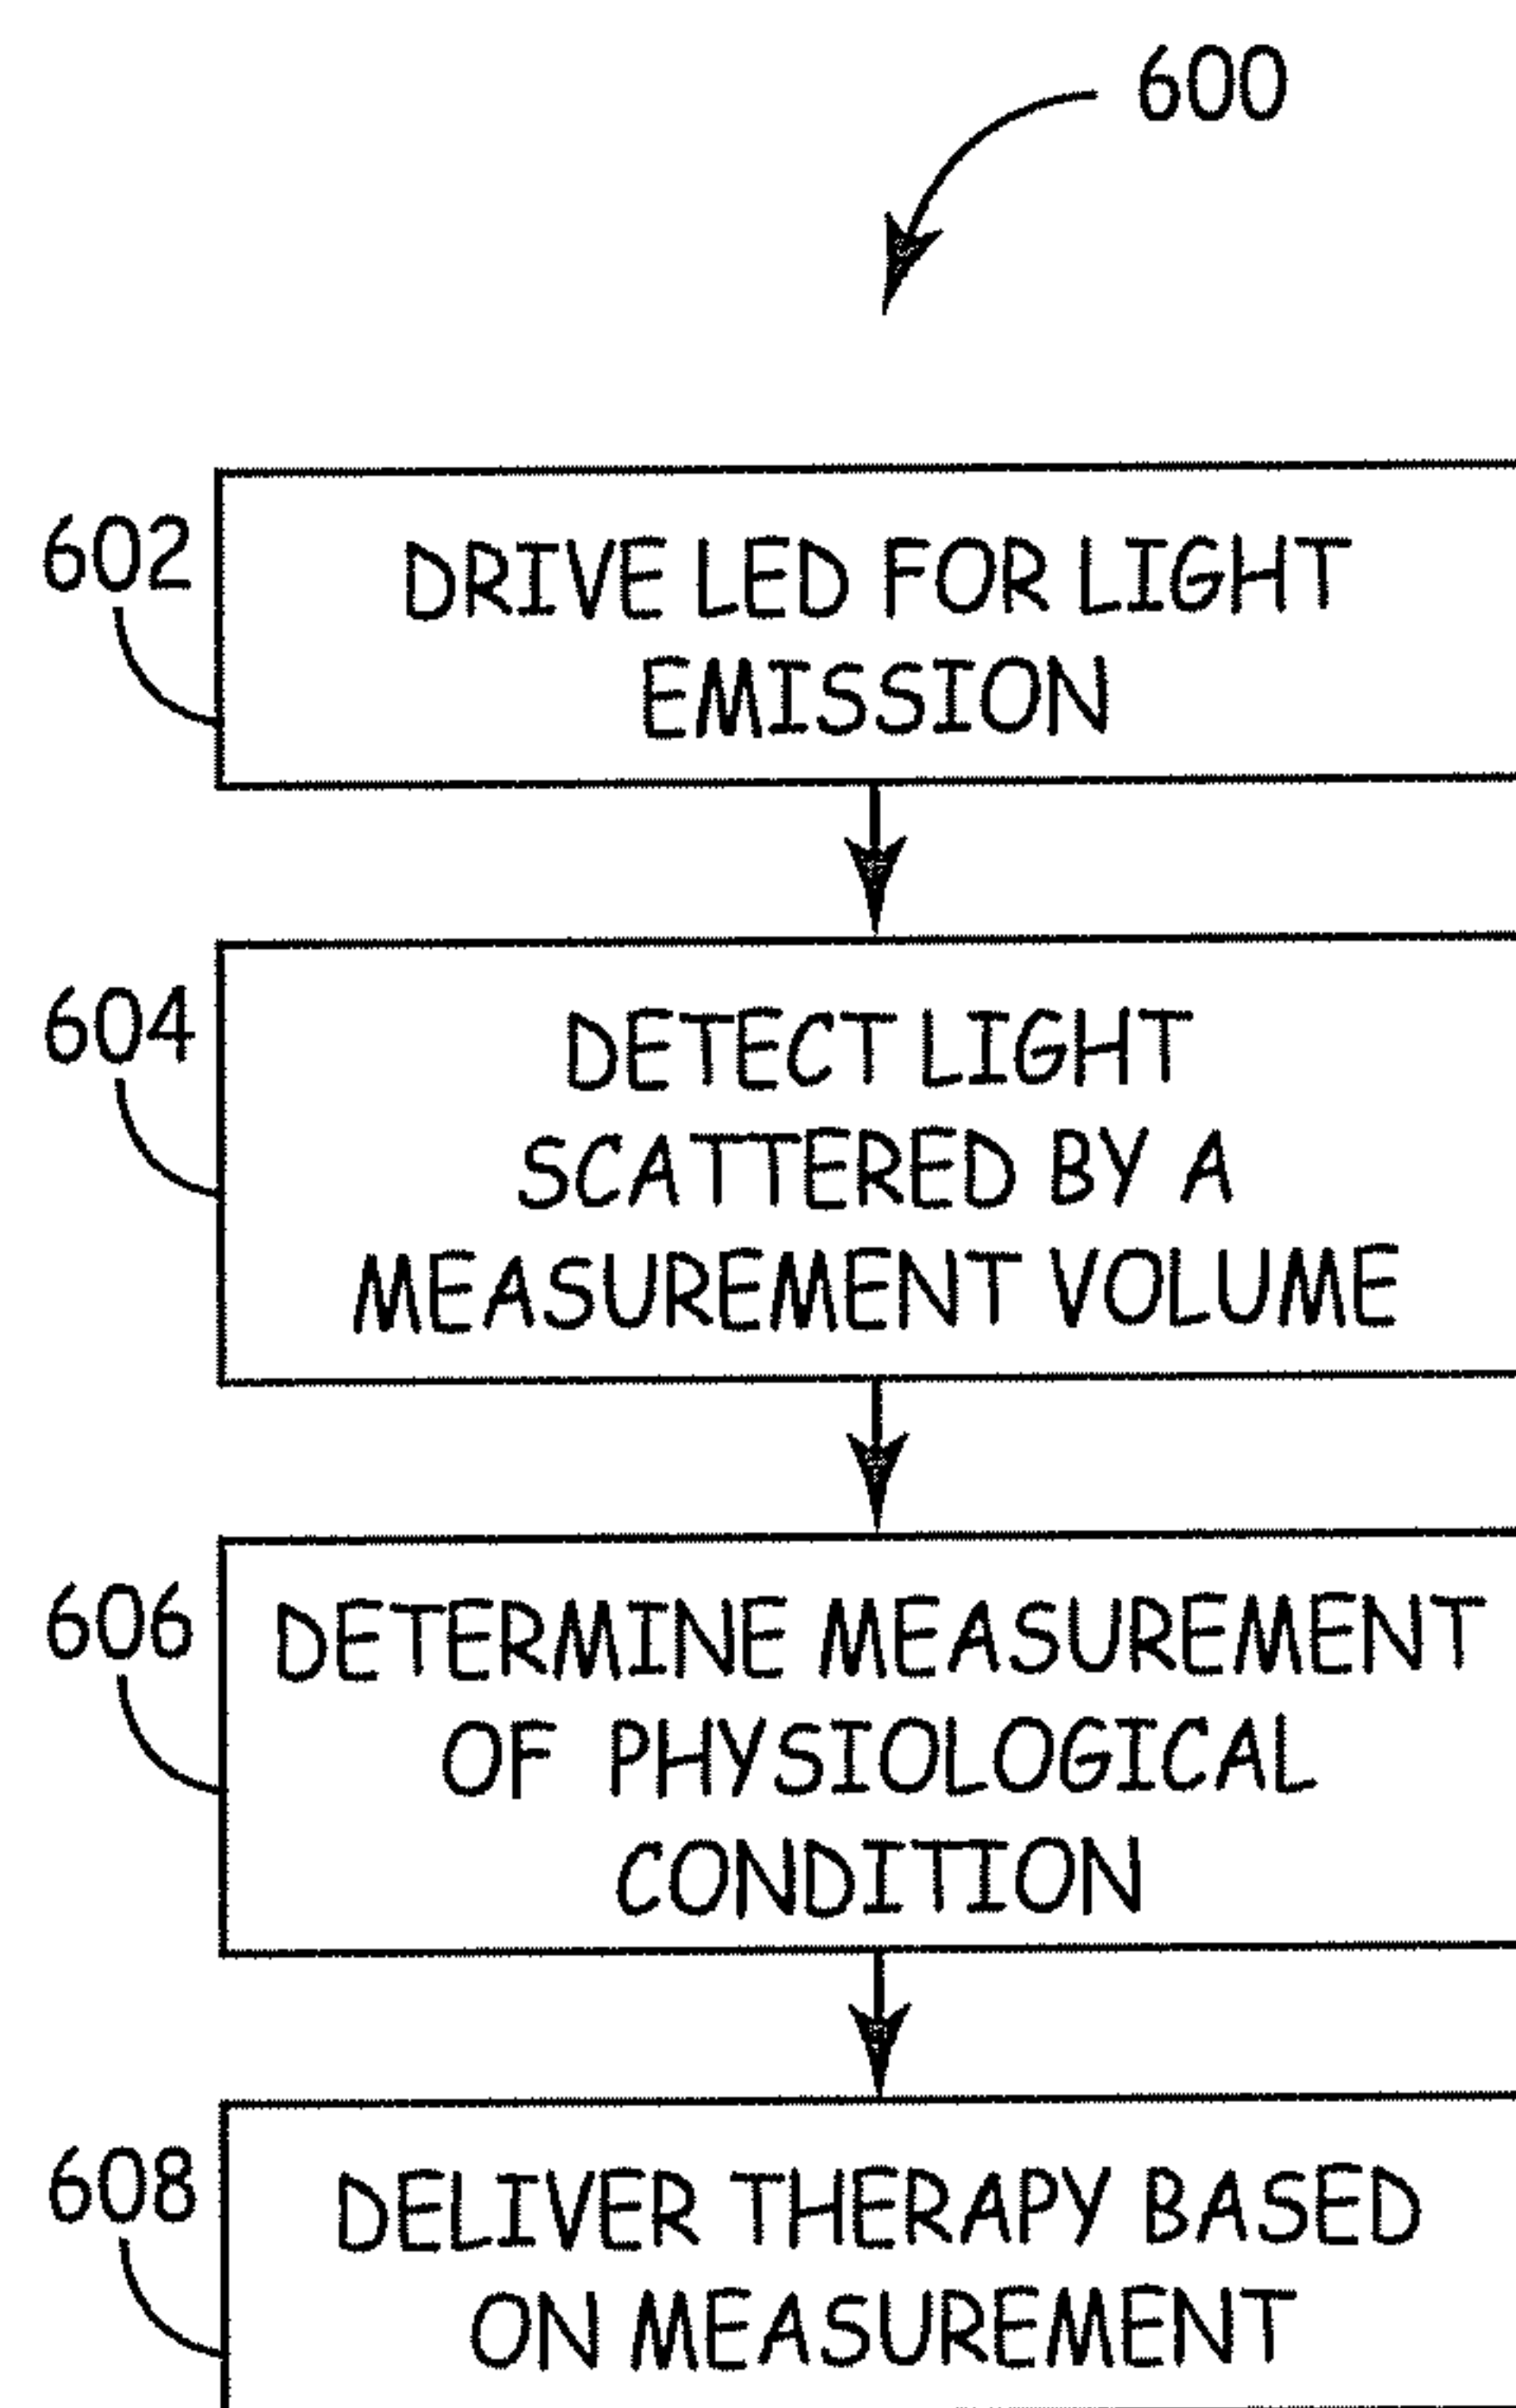 600
602
DRIVE LED FOR LIGHT
EMISSION
604
DETECT LIGHT
SCATTERED BY A
MEASUREMENT VOLUME
606
DETERMINE MEASUREMENT
OF PHYSIOLOGICAL
CONDITION
608
DELIVER THERAPY BASED
ON MEASUREMENT